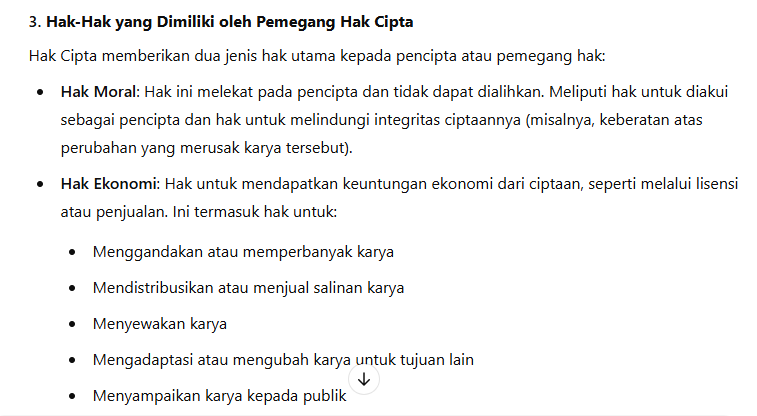 3. Hak-Hak yang Dimiliki oleh Pemegang Hak Cipta
Hak Cipta memberikan dua jenis hak utama kepada pencipta atau pemegang hak:
• Hak Moral: Hak ini melekat pada pencipta dan tidak dapat dialihkan. Meliputi hak untuk diakui
sebagai pencipta dan hak untuk melindungi integritas ciptaannya (misalnya, keberatan atas
perubahan yang merusak karya tersebut).
• Hak Ekonomi: Hak untuk mendapatkan keuntungan ekonomi dari ciptaan, seperti melalui lisensi
atau penjualan. Ini termasuk hak untuk:
• Menggandakan atau memperbanyak karya
• Mendistribusikan atau menjual salinan karya
• Menyewakan karya
• Mengadaptasi atau mengubah karya untuk tujuan lain
• Menyampaikan karya kepada publik